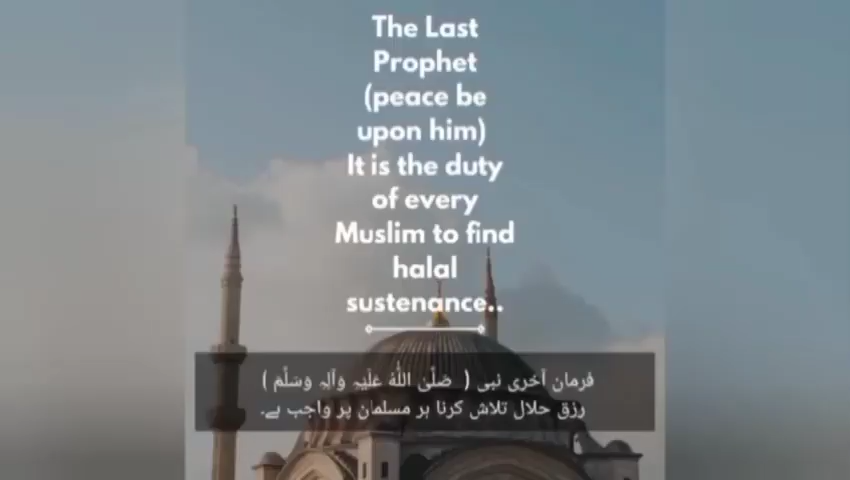 The Last
Prophet
(peace be
upon him)
It is the duty
of every
Muslim to find
halal
sustenance..
فرمان آخری نبی ( صَلَّی اللّٰهُ عَلَیْہِ وَآلِہٖ وَسَلَّمَ )
رزق حلال تلاش کرنا ہر مسلمان پر واجب ہے۔